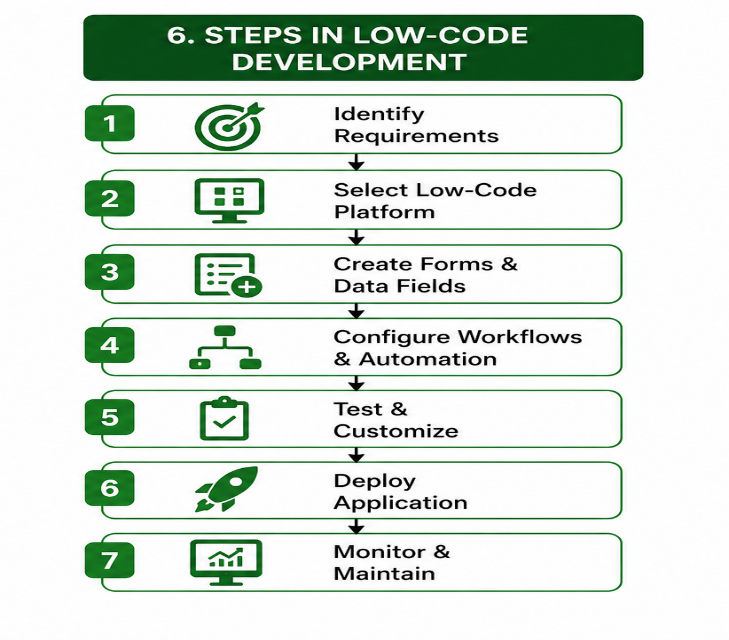 6. STEPS IN LOW-CODE
DEVELOPMENT
1
Identify
Requirements
2
Select Low-Code
Platform
3
Create Forms &
Data Fields
4
Configure Workflows
& Automation
5
Test &
Customize
6
Deploy
Application
7
Monitor &
Maintain